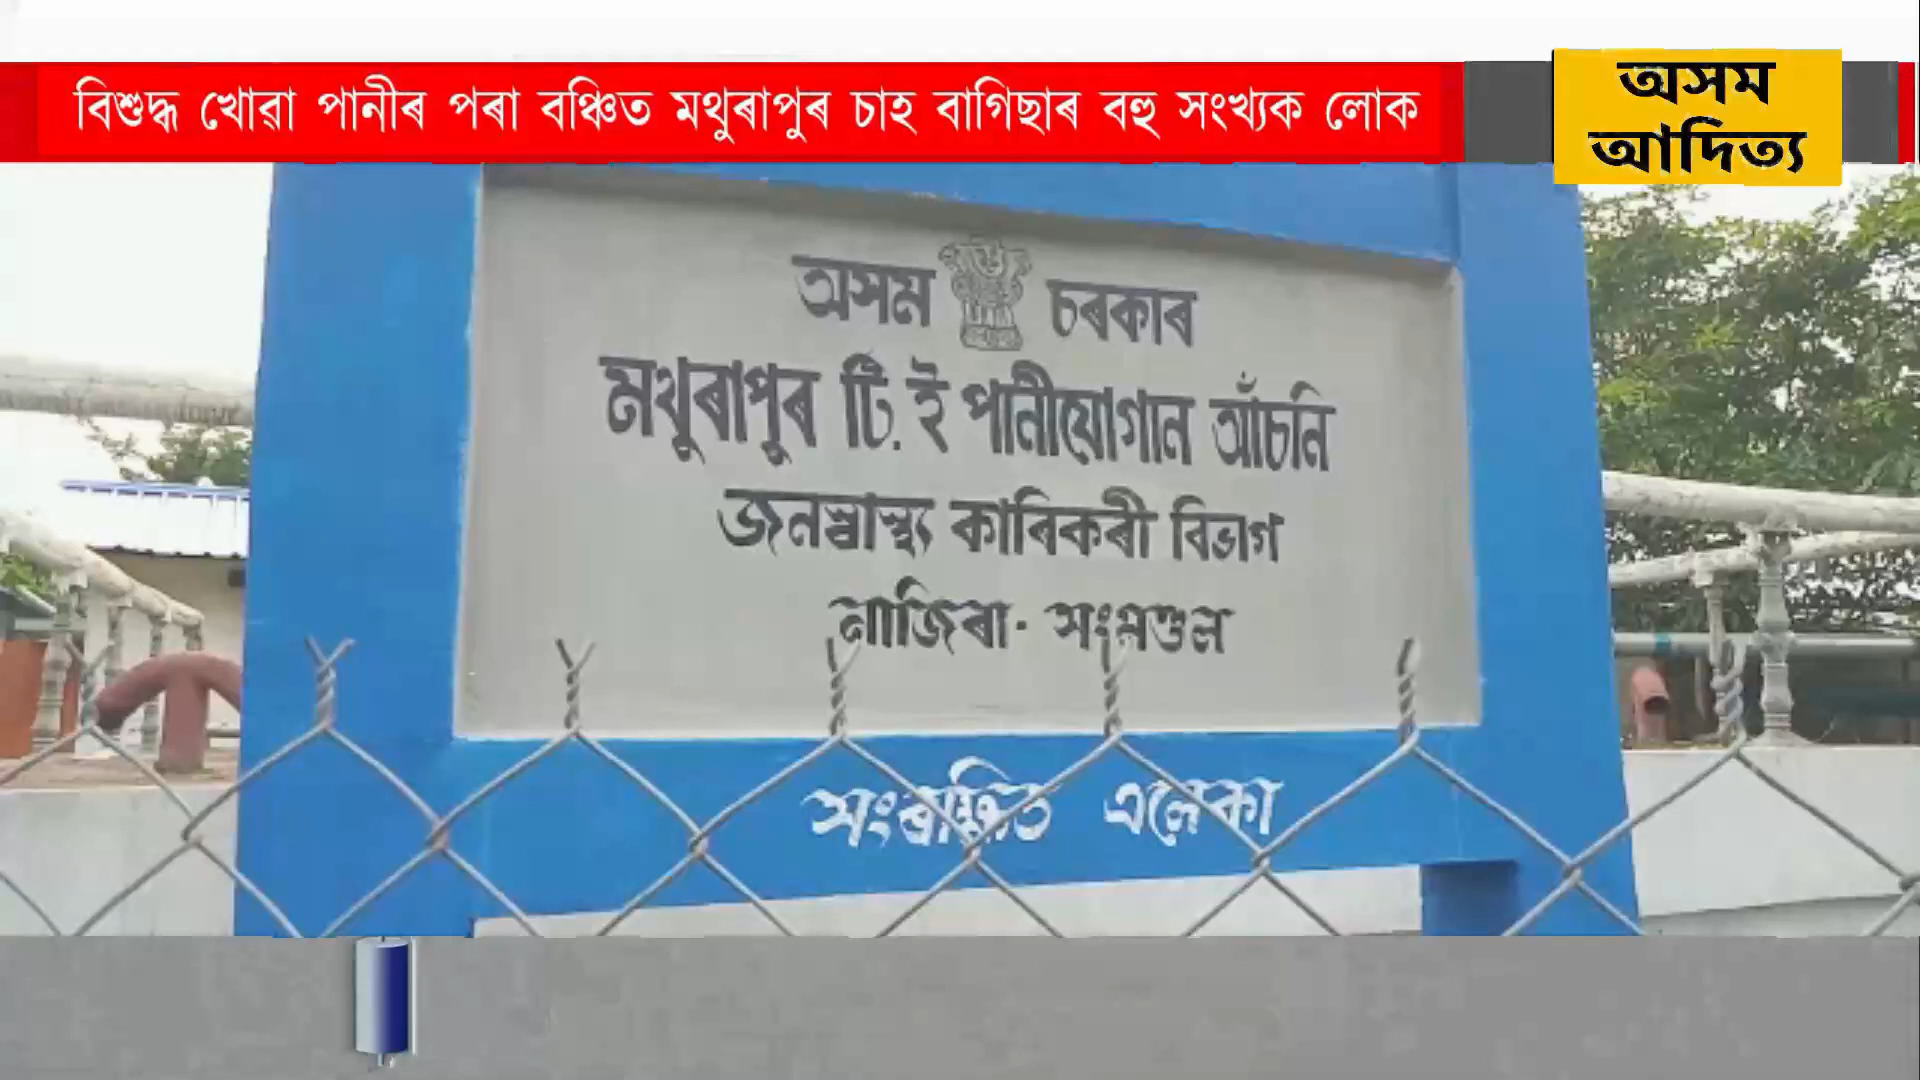 বিশুদ্ধ খোৱা পানীৰ পৰা বঞ্চিত মথুৰাপুৰ চাহ বাগিছাৰ বহু সংখ্যক লোক
অসম
আদিত্য
অসম চৰকাৰ
মথুৰাপুৰ টি. ই পানীযোগান আঁচনি
জনস্বাস্থ্য কাৰিকৰী বিভাগ
নাজিৰা- সংমণ্ডল
সংৰক্ষিত এলেকা